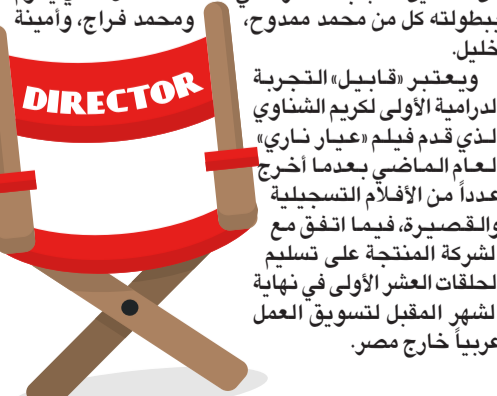 ببطولته كل من محمد ممدوح، ومحمد فراج، وأمينة
خليل.
ويعتبر «قابيل» التجربة
الدرامية الأولى لكريم الشناوي
الذي قدم فيلم «عيار ناري»
العام الماضي بعدما أخرج
عدداً من الأفلام التسجيلية
والقصيرة، فيما اتفق مع
الشركة المنتجة على تسليم
الحلقات العشر الأولى في نهاية
الشهر المقبل لتسويق العمل
عربياً خارج مصر.
DIRECTOR